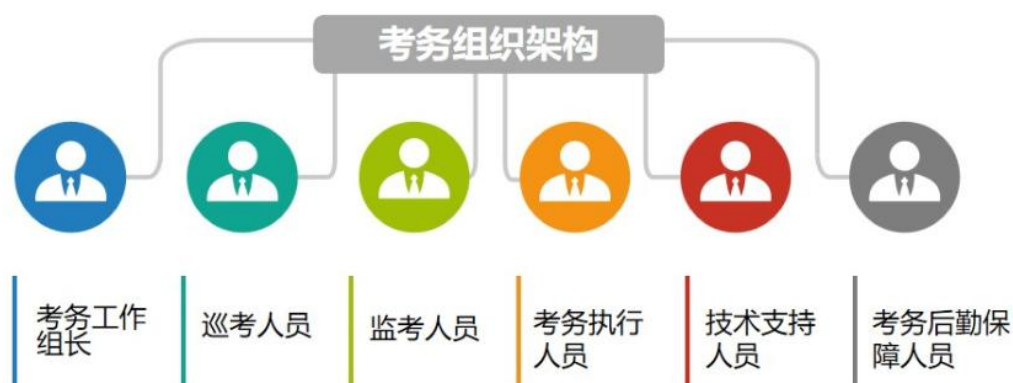 考务组织架构
考务工作
组长
巡考人员
监考人员
考务执行
人员
技术支持
人员
考务后勤保
障人员